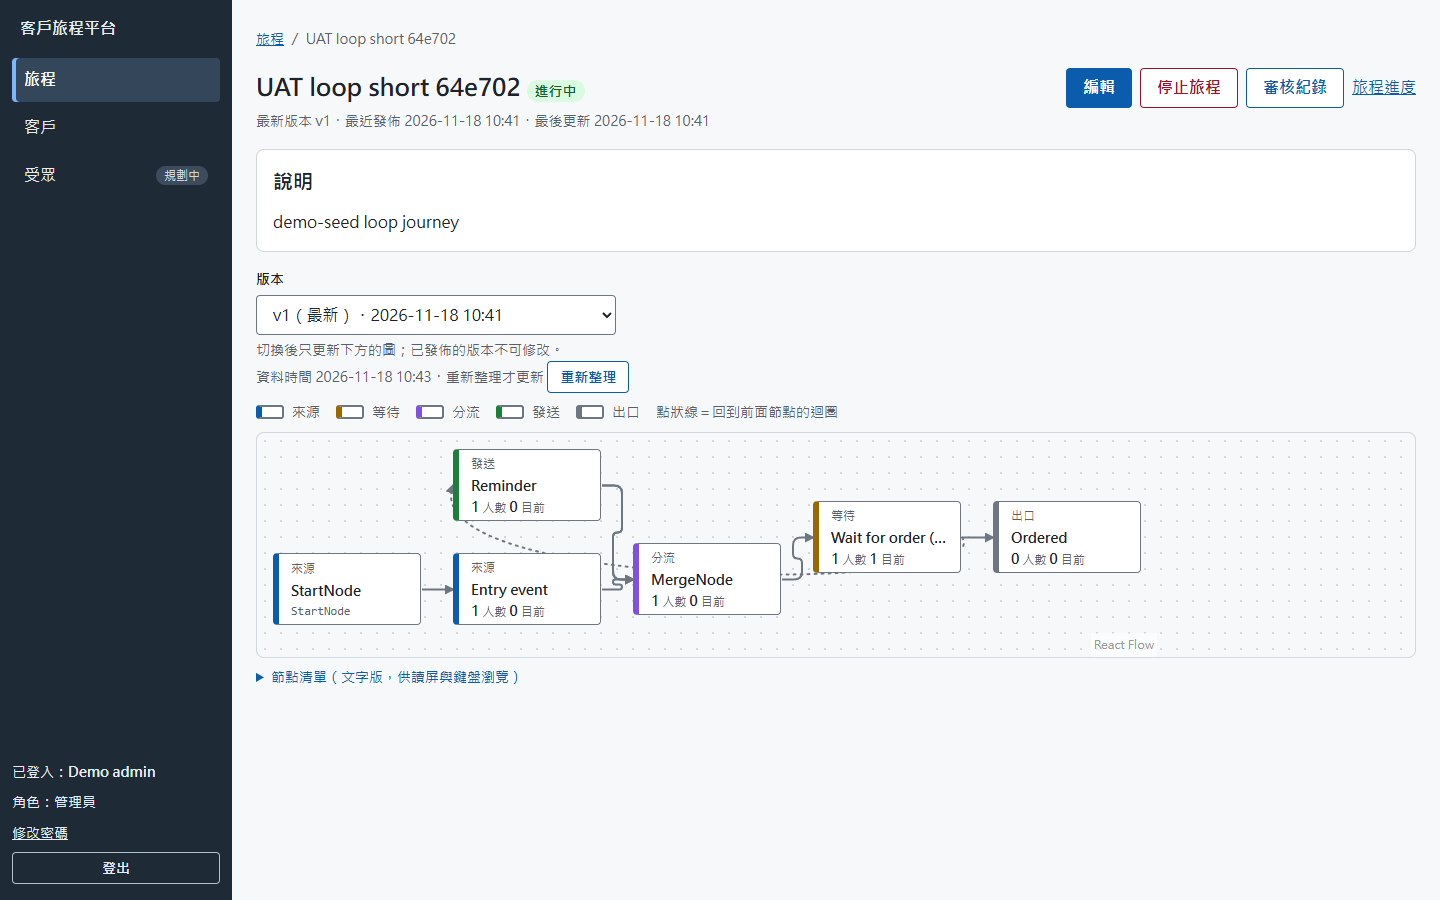 客戶旅程平台
旅程
客戶
受眾 規劃中
已登入：Demo admin
角色：管理員
修改密碼
登出
旅程 / UAT loop short 64e702
UAT loop short 64e702 進行中
編輯 停止旅程 審核紀錄 旅程進度
最新版本 v1 · 最近發佈 2026-11-18 10:41 · 最後更新 2026-11-18 10:41
說明
demo-seed loop journey
版本
v1（最新） · 2026-11-18 10:41
切換後只更新下方的圖；已發佈的版本不可修改。
資料時間 2026-11-18 10:43 · 重新整理才更新 重新整理
來源 等待 分流 發送 出口 點狀線＝回到前面節點的迴圈
發送
Reminder
1 人數 0 目前
來源
StartNode
StartNode
來源
Entry event
1 人數 0 目前
分流
MergeNode
1 人數 0 目前
等待
Wait for order (...
1 人數 1 目前
出口
Ordered
0 人數 0 目前
React Flow
節點清單（文字版，供讀屏與鍵盤瀏覽）